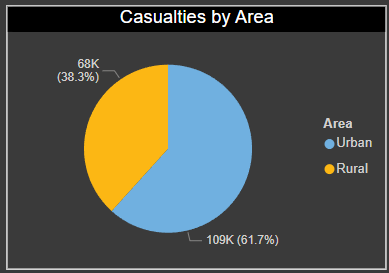 Casualties by Area
68K
(38.3%)
Area
Urban
Rural
109K (61.7%)